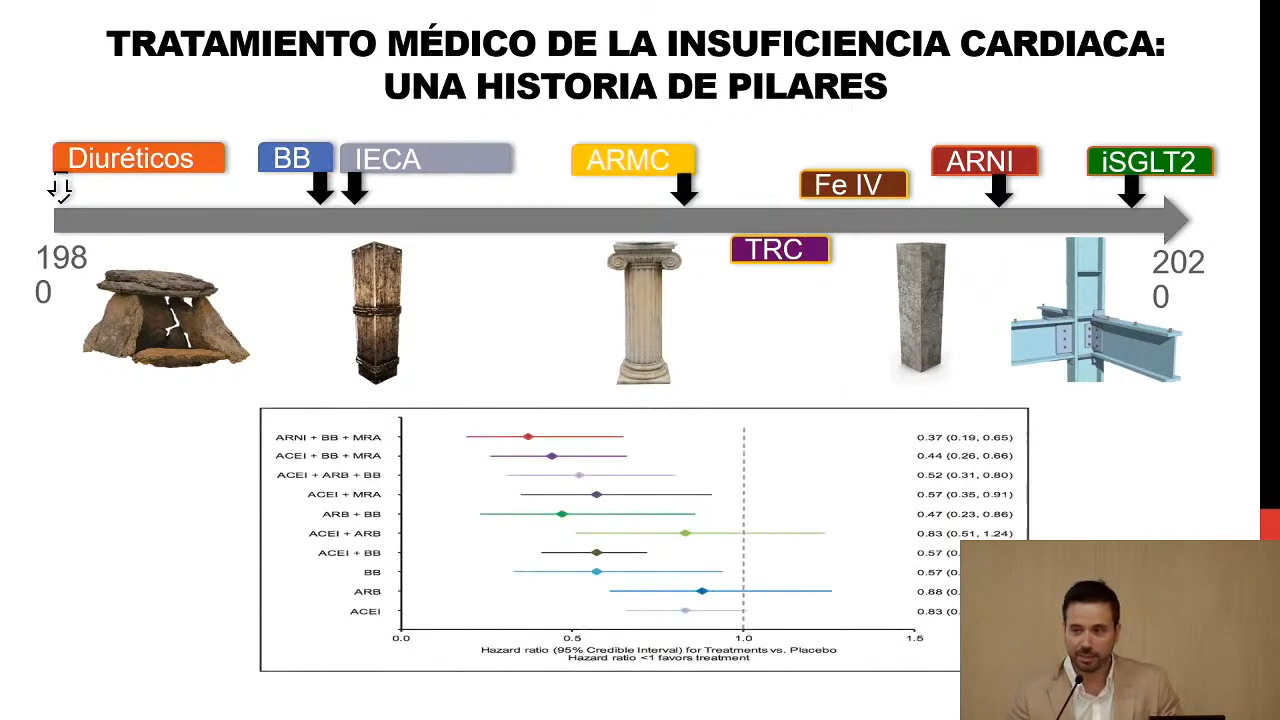 TRATAMIENTO MÉDICO DE LA INSUFICIENCIA CARDIACA:
UNA HISTORIA DE PILARES
Diuréticos
BB
IECA
ARMC
Fe IV
ARNI
iSGLT2
TRC
198
0
202
0
ARNI + BB + MRA 0.37 (0.19, 0.65)
ACEI + BB + MRA 0.44 (0.26, 0.66)
ACEI + ARB + BB 0.52 (0.31, 0.80)
ACEI + MRA 0.57 (0.35, 0.91)
ARB + BB 0.47 (0.23, 0.86)
ACEI + ARB 0.83 (0.51, 1.24)
ACEI + BB 0.57 (0.
BB 0.57 (0.
ARB 0.88 (0.
ACEI 0.83 (0.
0.0 0.5 1.0 1.5
Hazard ratio (95% Credible Interval) for Treatments vs. Placebo
Hazard ratio <1 favors treatment